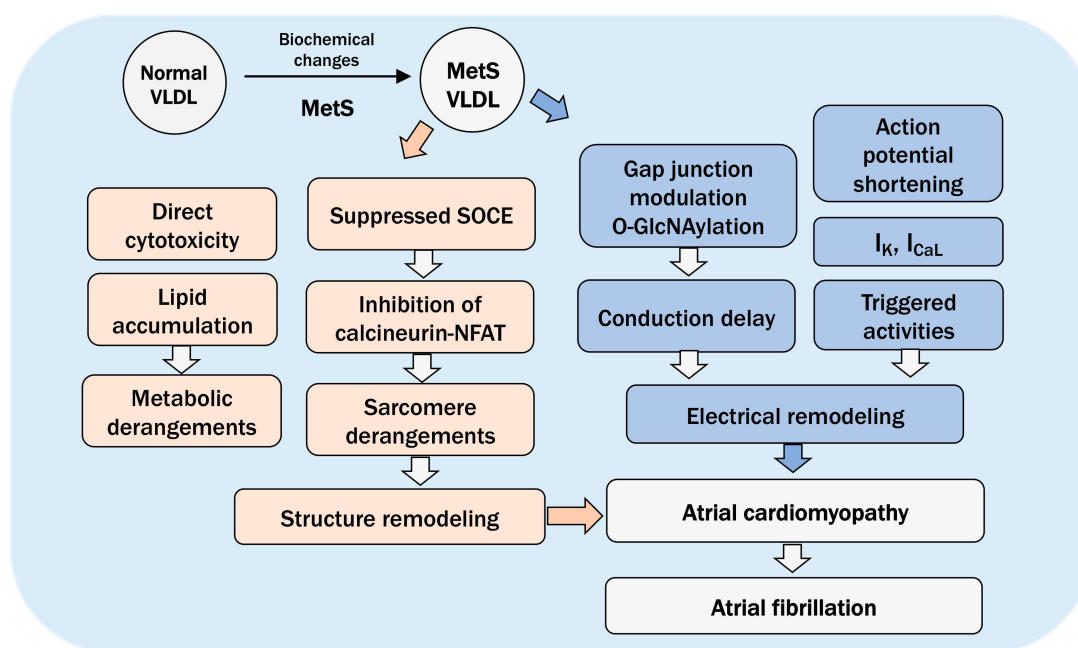 Normal
VLDL
Biochemical
changes
MetS
MetS
VLDL
Direct
cytotoxicity
Lipid
accumulation
Metabolic
derangements
Suppressed SOCE
Inhibition of
calcineurin-NFAT
Sarcomere
derangements
Structure remodeling
Gap junction
modulation
O-GlcNAylation
Conduction delay
Action
potential
shortening
I_K, I_CaL
Triggered
activities
Electrical remodeling
Atrial cardiomyopathy
Atrial fibrillation